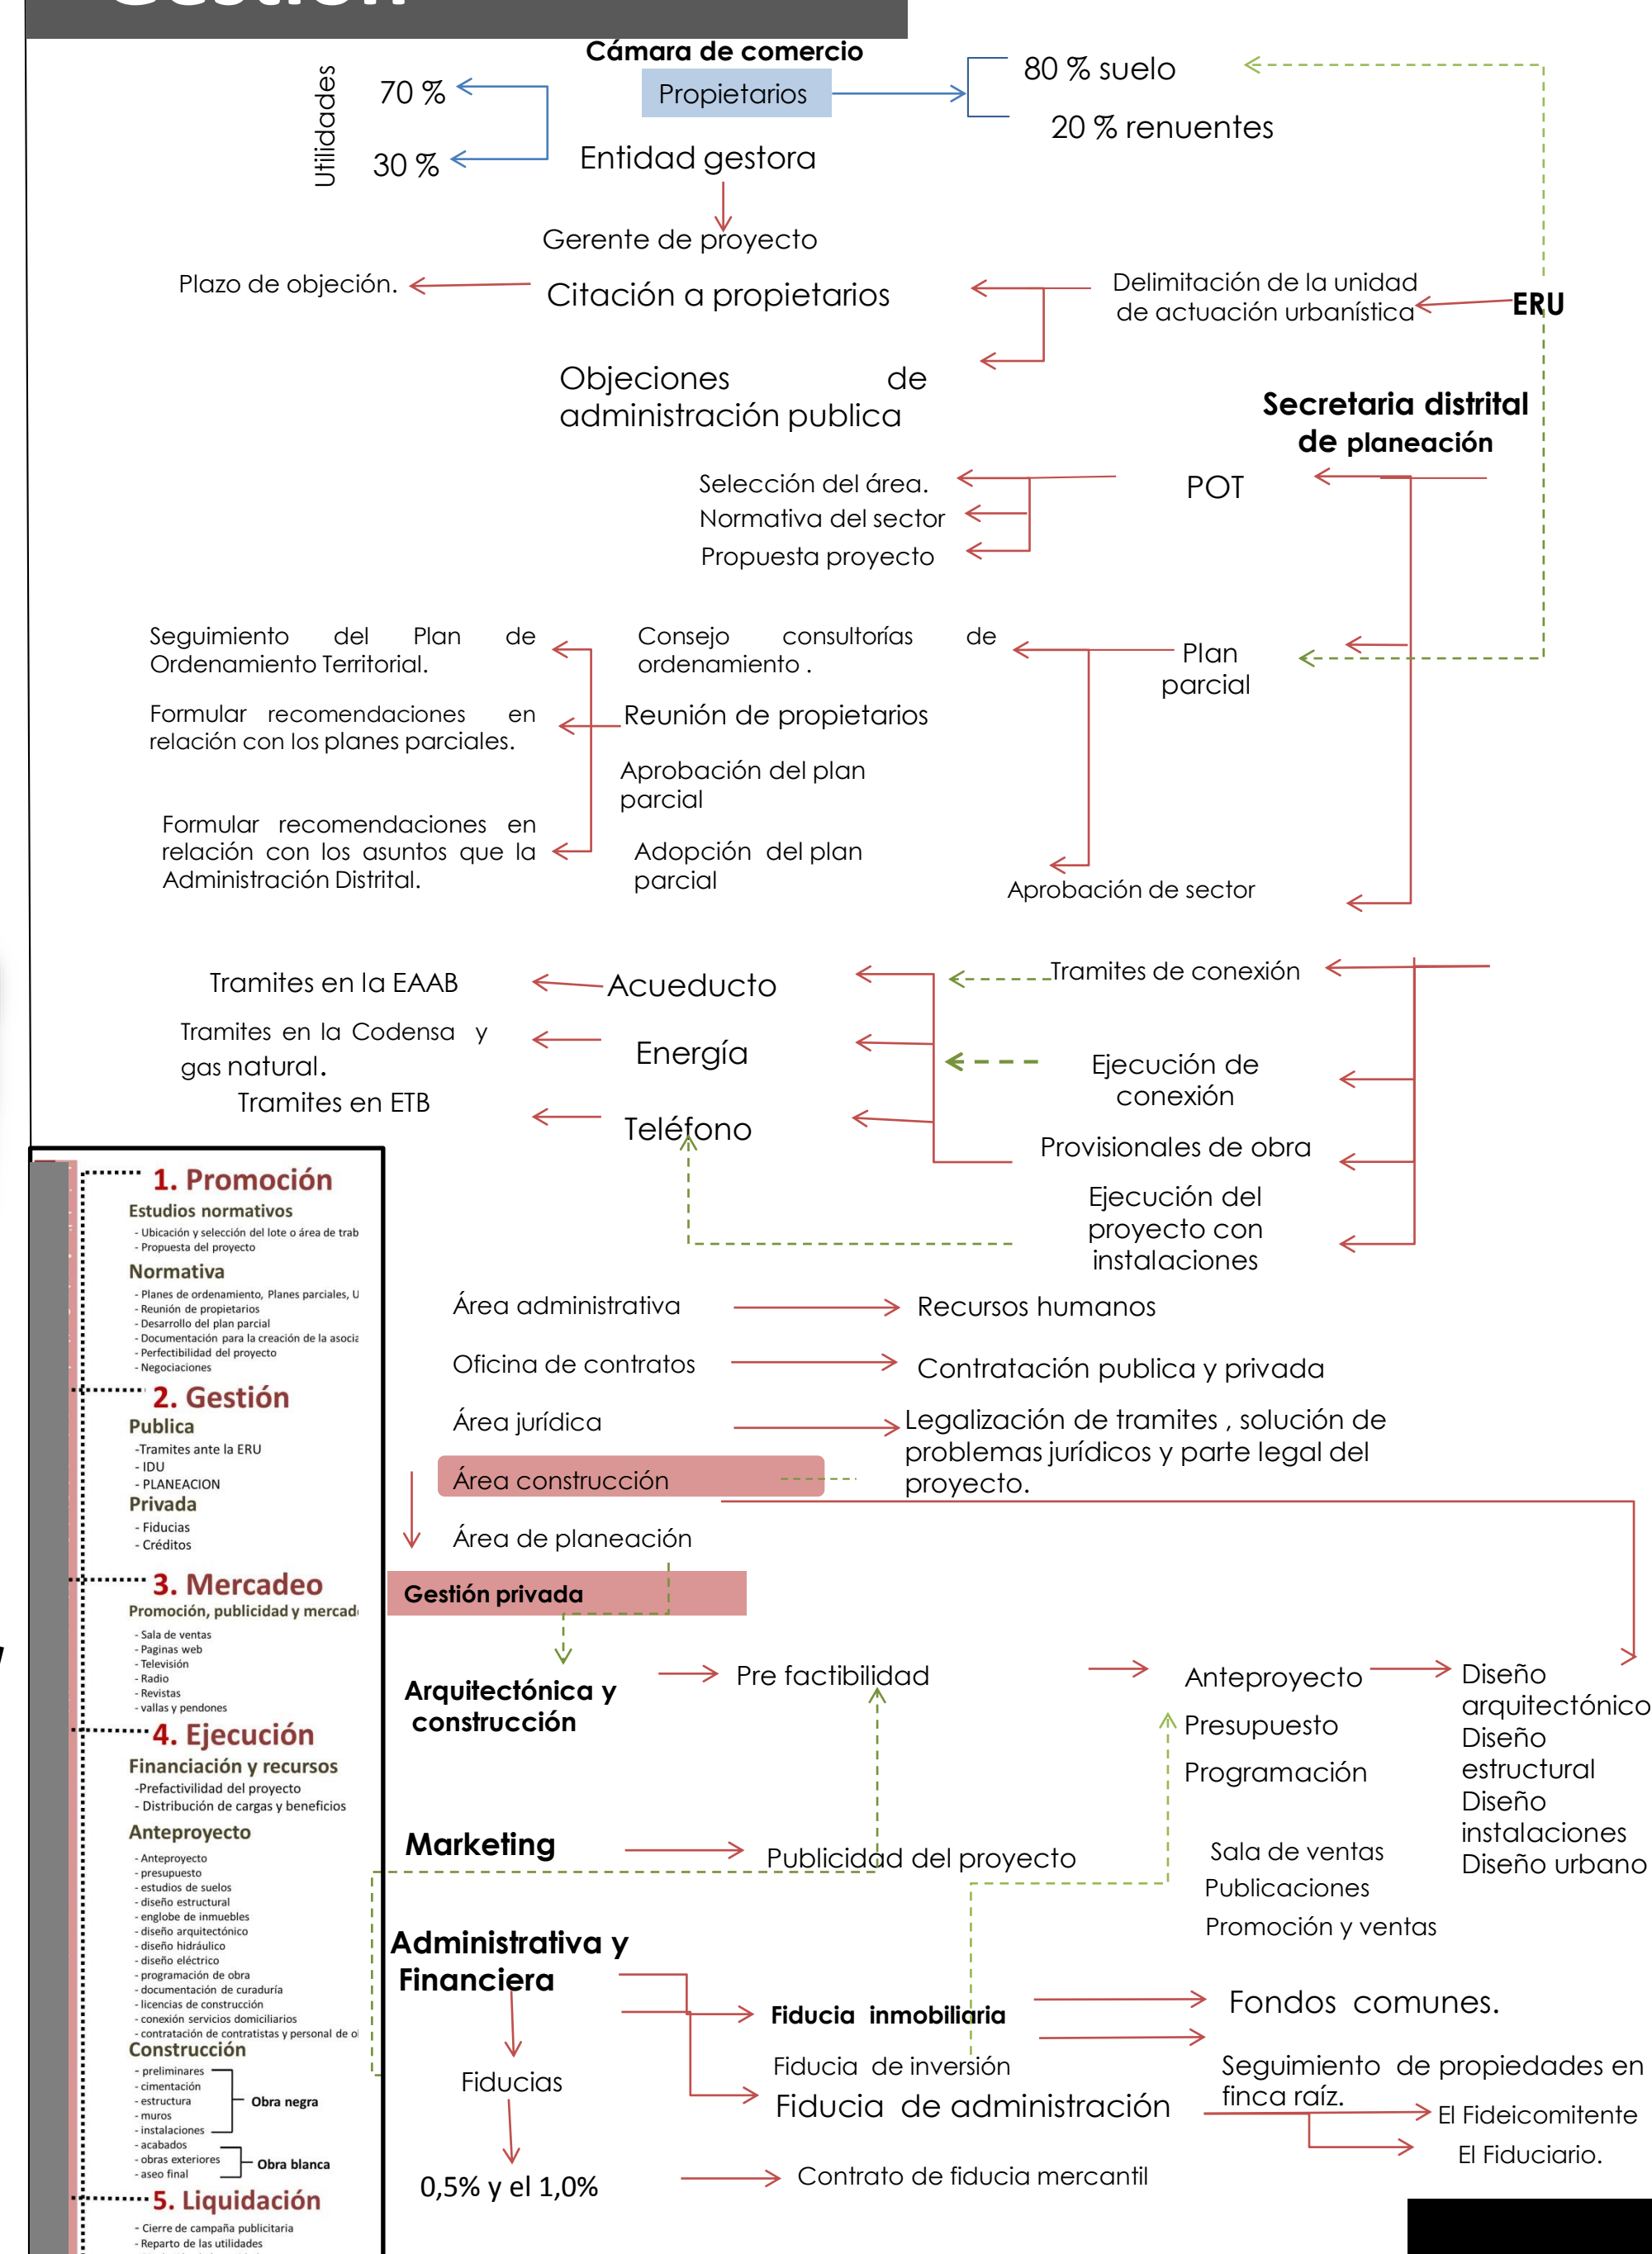 Gestión
Cámara de comercio
Utilidades
70 %
30 %
Propietarios
80 % suelo
20 % renuentes
Entidad gestora
Gerente de proyecto
Plazo de objeción.
Citación a propietarios
Delimitación de la unidad
de actuación urbanística
ERU
Objeciones de
administración publica
Secretaria distrital
de planeación
Selección del área.
Normativa del sector
Propuesta proyecto
POT
Seguimiento del Plan de
Ordenamiento Territorial.
Consejo consultorías de
ordenamiento .
Plan
parcial
Formular recomendaciones en
relación con los planes parciales.
Reunión de propietarios
Aprobación del plan
parcial
Formular recomendaciones en
relación con los asuntos que la
Administración Distrital.
Adopción del plan
parcial
Aprobación de sector
Tramites en la EAAB
Acueducto
Tramites de conexión
Tramites en la Codensa y
gas natural.
Energía
Ejecución de
conexión
Tramites en ETB
Teléfono
Provisionales de obra
Ejecución del
proyecto con
instalaciones
Área administrativa
Recursos humanos
Oficina de contratos
Contratación publica y privada
Área jurídica
Legalización de tramites , solución de
problemas jurídicos y parte legal del
proyecto.
Área construcción
Área de planeación
Gestión privada
Arquitectónica y
construcción
Pre factibilidad
Anteproyecto
Presupuesto
Programación
Diseño
arquitectónico
Diseño
estructural
Diseño
instalaciones
Diseño urbano
Marketing
Publicidad del proyecto
Sala de ventas
Publicaciones
Promoción y ventas
Administrativa y
Financiera
Fiducia inmobiliaria
Fondos comunes.
Fiducias
Fiducia de inversión
Fiducia de administración
Seguimiento de propiedades en
finca raíz.
El Fideicomitente
El Fiduciario.
0,5% y el 1,0%
Contrato de fiducia mercantil
1. Promoción
Estudios normativos
- Ubicación y selección del lote o área de trab
- Propuesta del proyecto
Normativa
- Planes de ordenamiento, Planes parciales, U
- Reunión de propietarios
- Desarrollo del plan parcial
- Documentación para la creación de la asocia
- Perfectibilidad del proyecto
- Negociaciones
2. Gestión
Publica
-Tramites ante la ERU
- IDU
- PLANEACION
Privada
- Fiducias
- Créditos
3. Mercadeo
Promoción, publicidad y mercad
- Sala de ventas
- Paginas web
- Televisión
- Radio
- Revistas
- vallas y pendones
4. Ejecución
Financiación y recursos
-Prefactivilidad del proyecto
- Distribución de cargas y beneficios
Anteproyecto
- Anteproyecto
- presupuesto
- estudios de suelos
- diseño estructural
- englobe de inmuebles
- diseño arquitectónico
- diseño hidráulico
- diseño eléctrico
- programación de obra
- documentación de curaduría
- licencias de construcción
- conexión servicios domiciliarios
- contratación de contratistas y personal de o
Construcción
- preliminares
- cimentación
- estructura
- muros
- instalaciones
Obra negra
- acabados
- obras exteriores
- aseo final
Obra blanca
5. Liquidación
- Cierre de campaña publicitaria
- Reparto de las utilidades